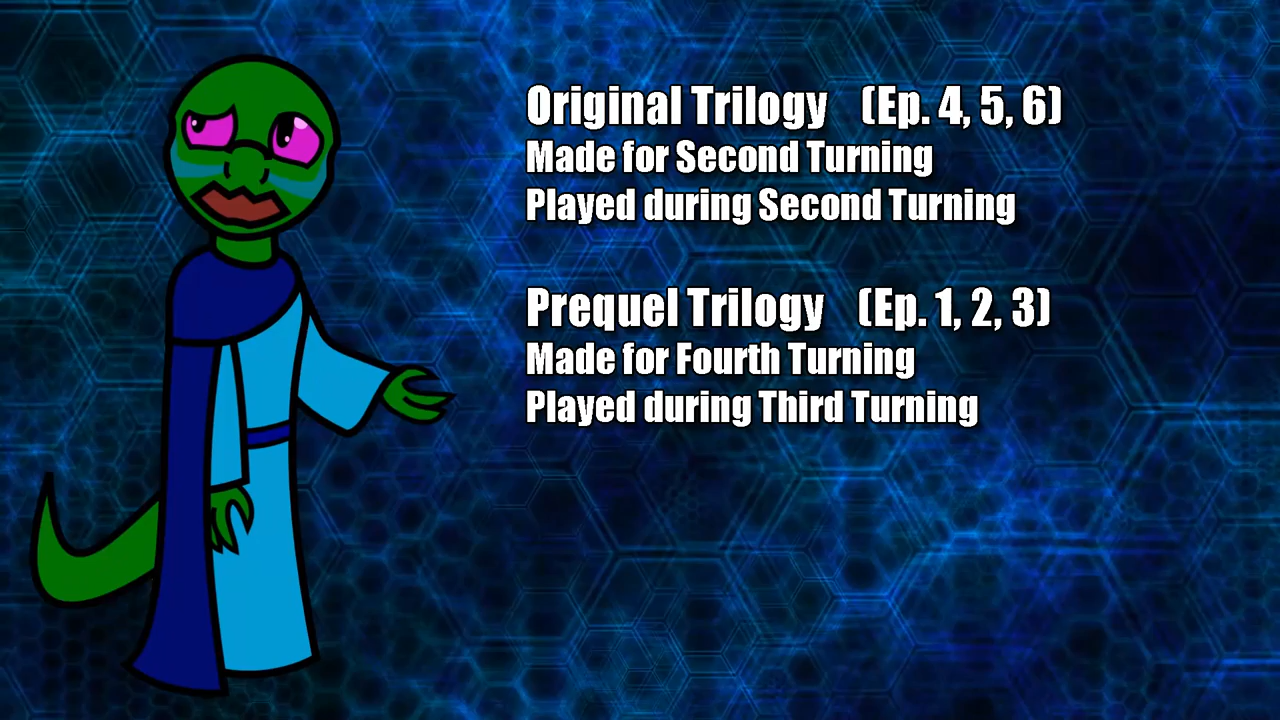 Original Trilogy (Ep. 4, 5, 6)
Made for Second Turning
Played during Second Turning
Prequel Trilogy (Ep. 1, 2, 3)
Made for Fourth Turning
Played during Third Turning